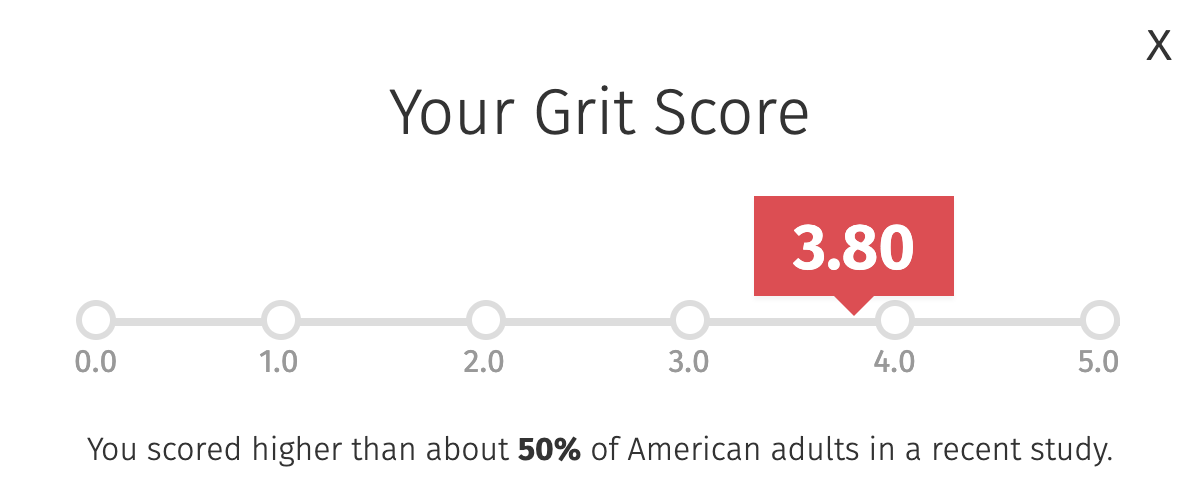 X
Your Grit Score
3.80
0.0 1.0 2.0 3.0 4.0 5.0
You scored higher than about 50% of American adults in a recent study.